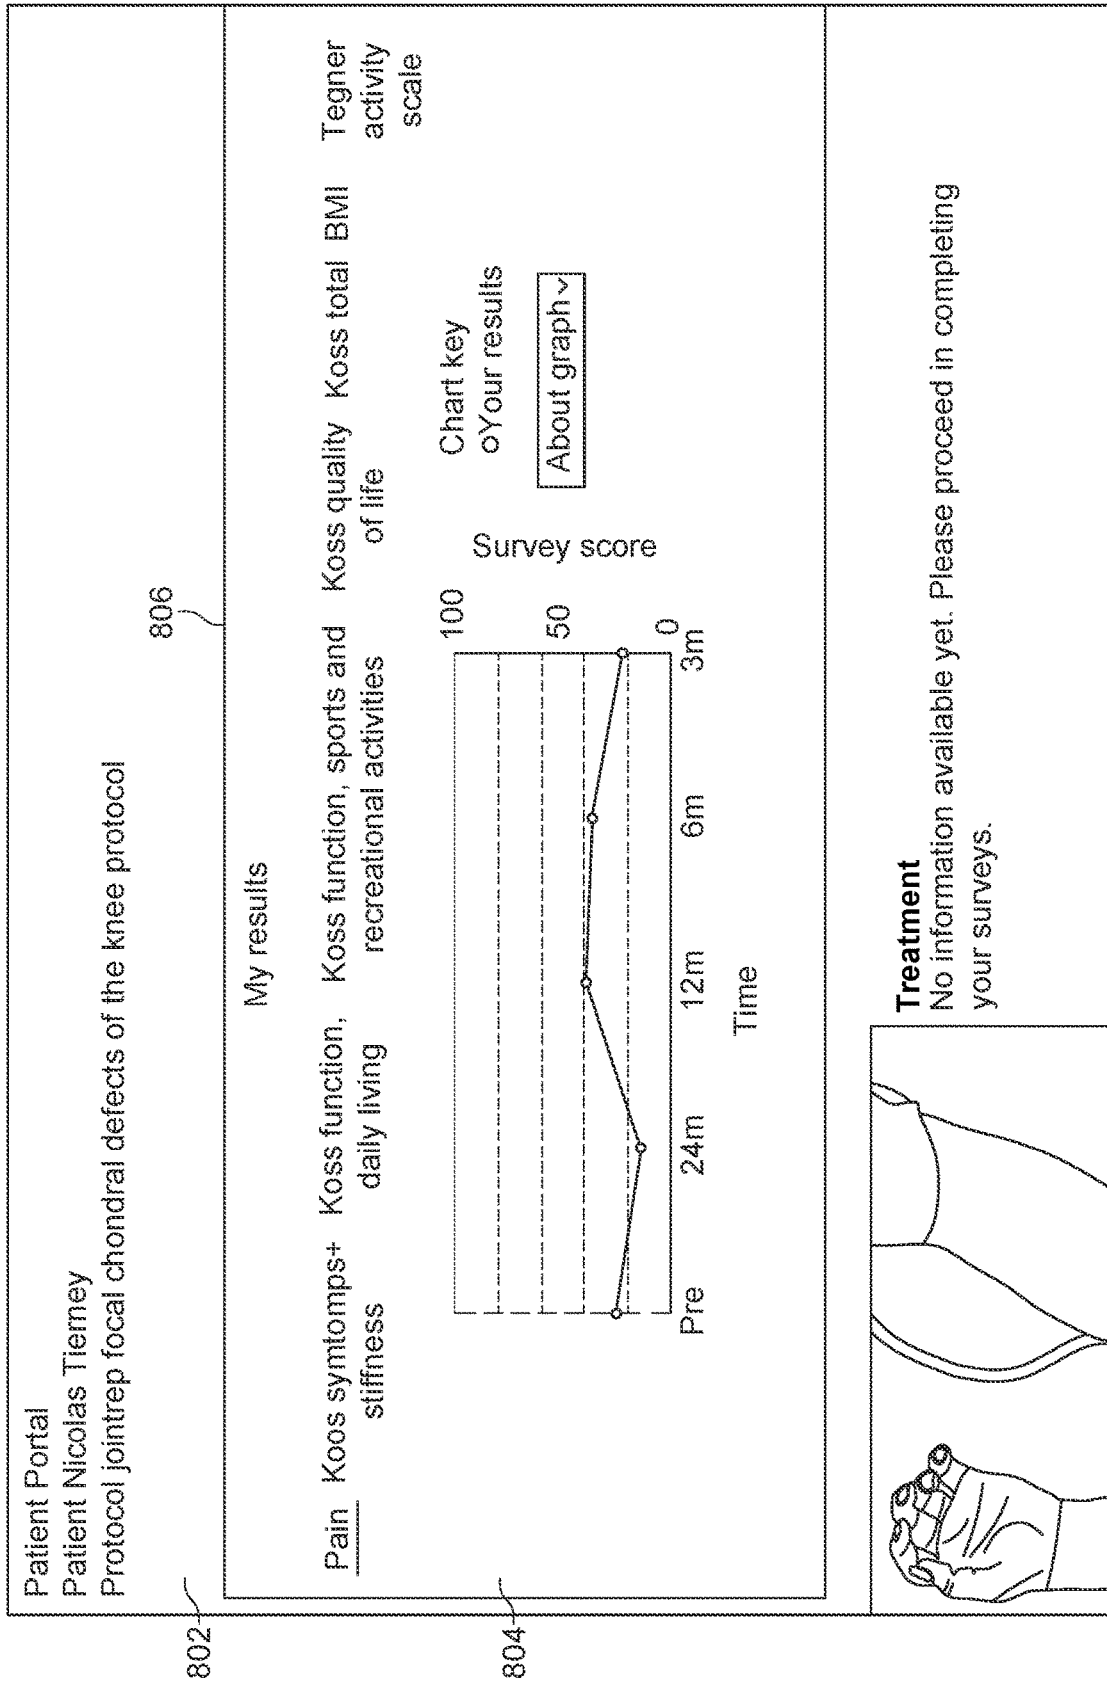 Patient Portal
Patient Nicolas Tierney
Protocol jointrep focal chondral defects of the knee protocol
802
806
My results
Pain Koos symtomps+ Koss function, Koss function, sports and Koss quality Koss total BMI Tegner
stiffness daily living recreational activities of life activity
scale
804
100
50
0
Survey score
Chart key
Your results
About graph
Pre 24m 12m 6m 3m
Time
Treatment
No information available yet. Please proceed in completing
your surveys.